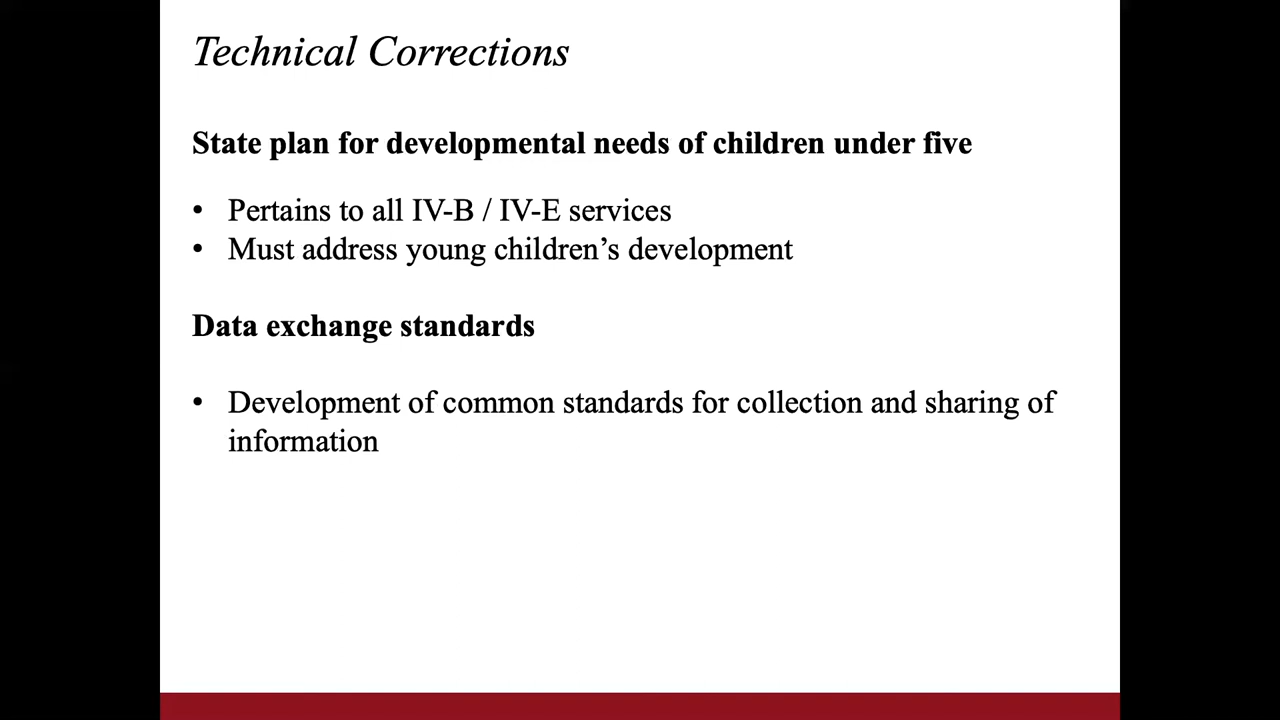 Technical Corrections
State plan for developmental needs of children under five
• Pertains to all IV-B / IV-E services
• Must address young children’s development
Data exchange standards
• Development of common standards for collection and sharing of
information